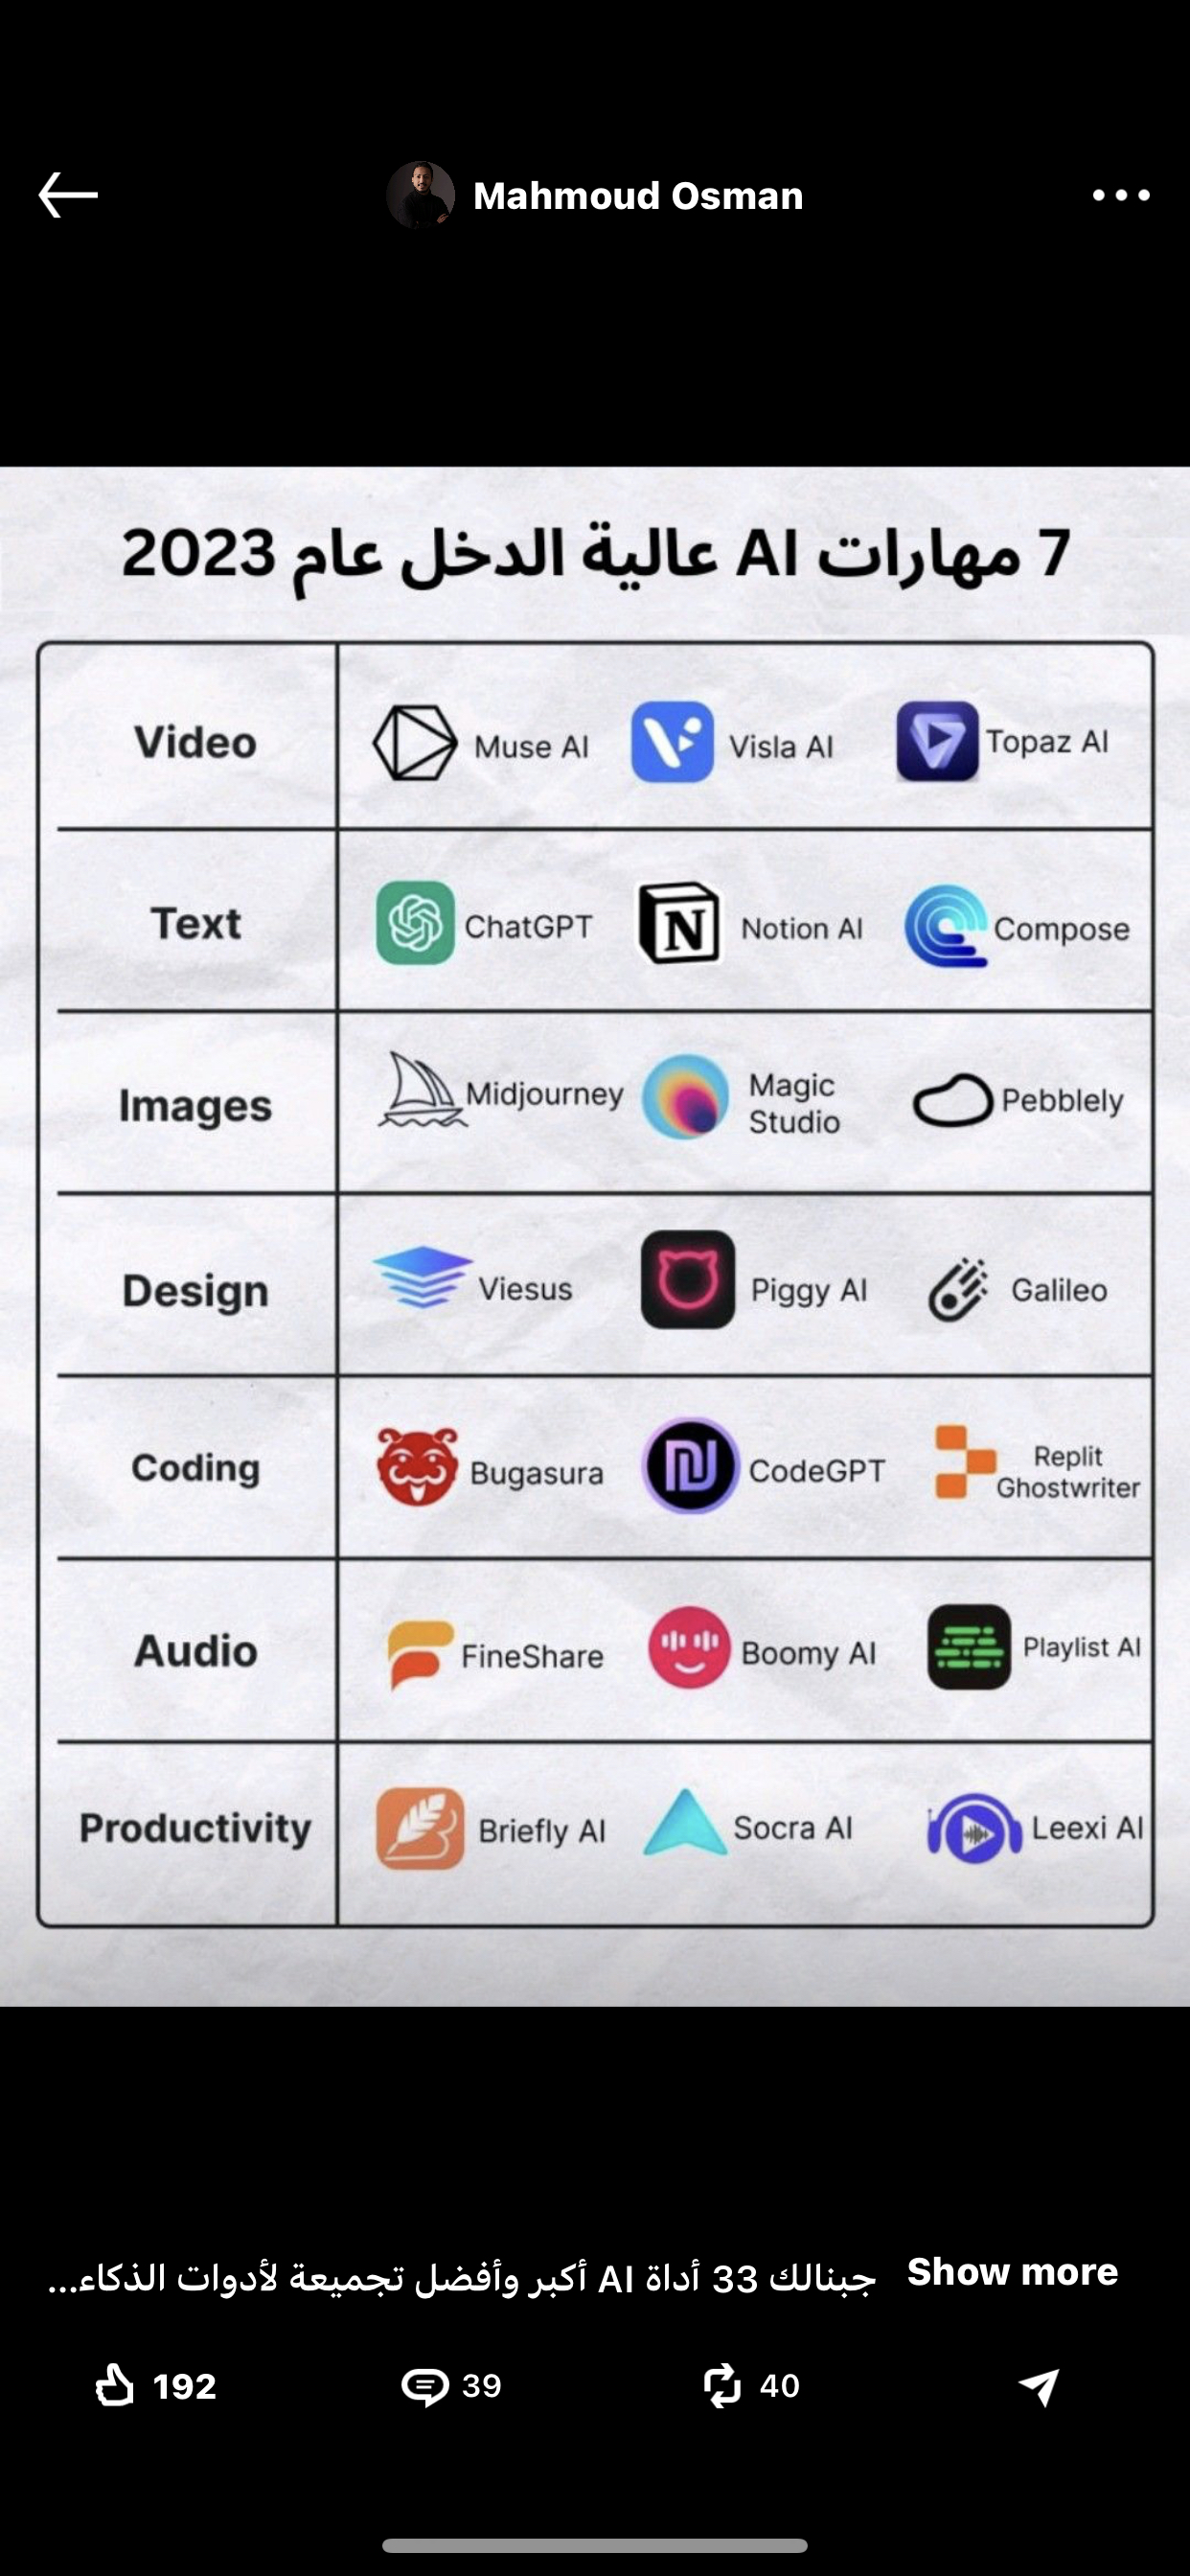 Mahmoud Osman
7 مهارات AI عالية الدخل عام 2023
Video
Muse AI
Visla AI
Topaz AI
Text
ChatGPT
Notion AI
Compose
Images
Midjourney
Magic
Studio
Pebblely
Design
Viesus
Piggy AI
Galileo
Coding
Bugasura
CodeGPT
Replit
Ghostwriter
Audio
FineShare
Boomy AI
Playlist AI
Productivity
Briefly AI
Socra AI
Leexi AI
جبنالك 33 أداة AI أكبر وأفضل تجميعة لأدوات الذكاء...
Show more
192
39
40